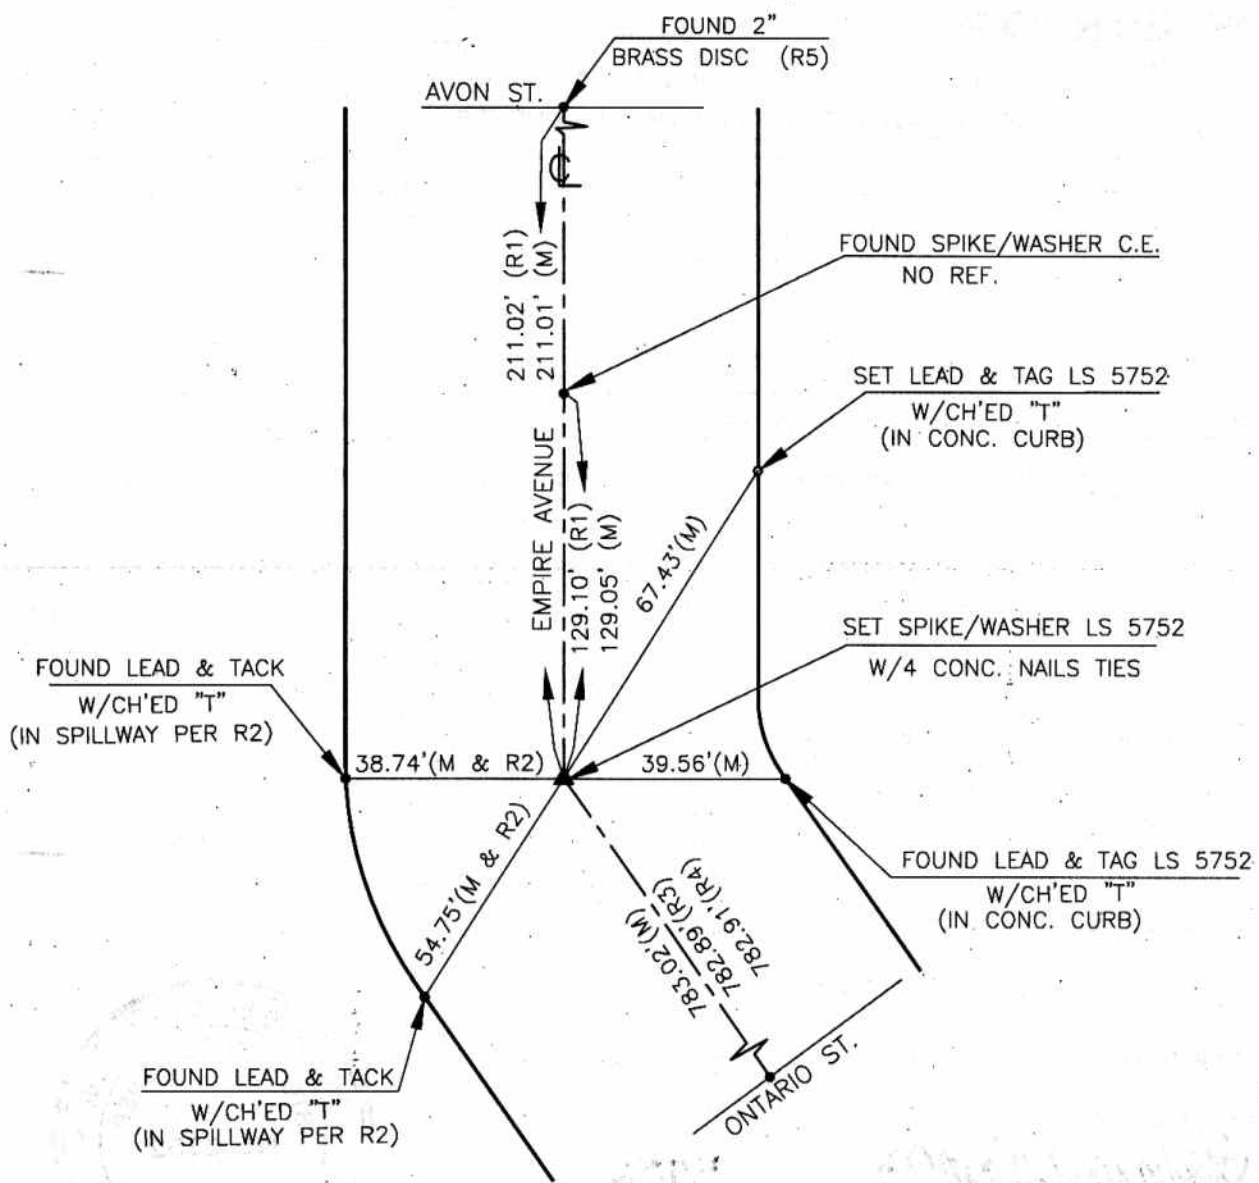 FOUND 2"
BRASS DISC (R5)
AVON ST.
℄
211.02' (R1)
211.01' (M)
FOUND SPIKE/WASHER C.E.
NO REF.
SET LEAD & TAG LS 5752
W/CH'ED "T"
(IN CONC. CURB)
EMPIRE AVENUE
129.10' (R1)
129.05' (M)
67.43'(M)
SET SPIKE/WASHER LS 5752
W/4 CONC. NAILS TIES
FOUND LEAD & TACK
W/CH'ED "T"
(IN SPILLWAY PER R2)
38.74'(M & R2)
39.56'(M)
54.75'(M & R2)
FOUND LEAD & TAG LS 5752
W/CH'ED "T"
(IN CONC. CURB)
783.02'(M)
782.89'(R3)
782.91'(R4)
ONTARIO ST.
FOUND LEAD & TACK
W/CH'ED "T"
(IN SPILLWAY PER R2)